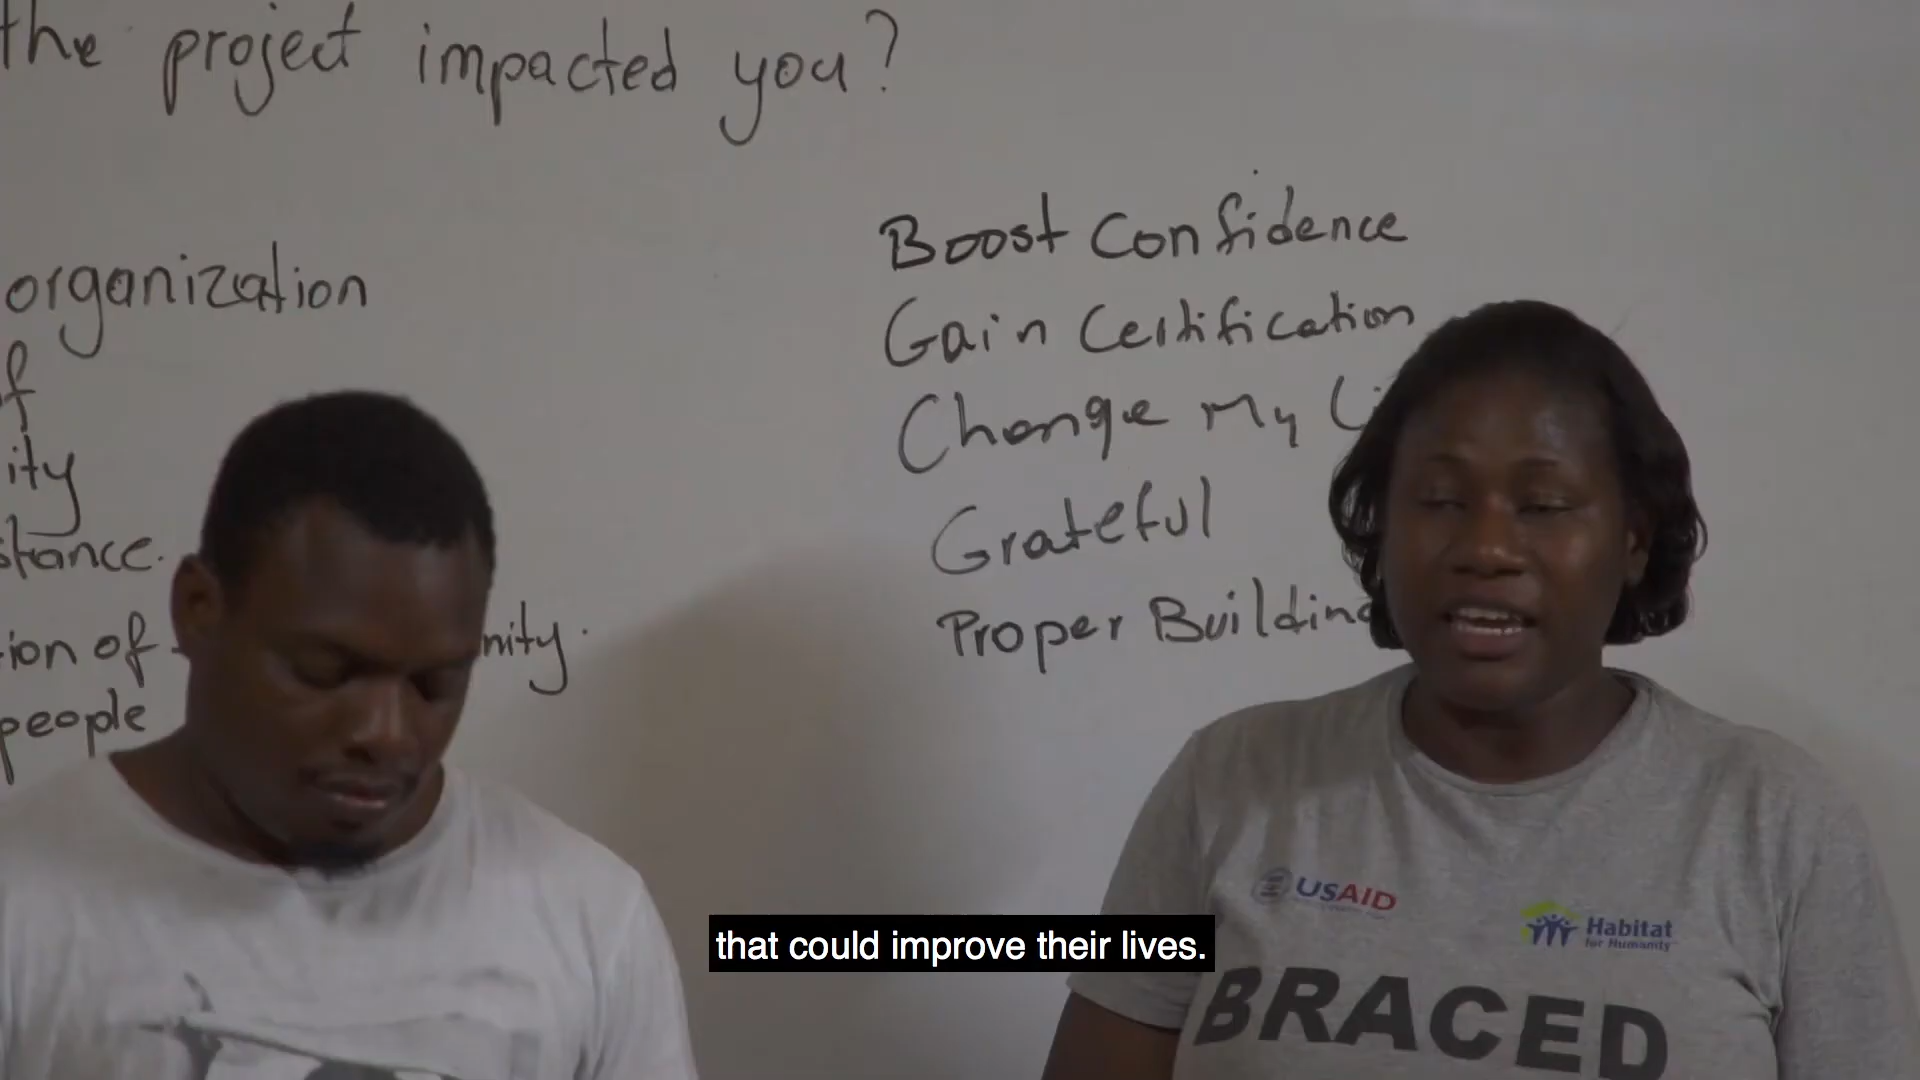 the project impacted you?
organization
f
ity
stance.
ion of
nity.
people
Boost Confidence
Gain Certification
Change My Li
Grateful
Proper Building
USAID
Habitat
for Humanity
BRACED
that could improve their lives.